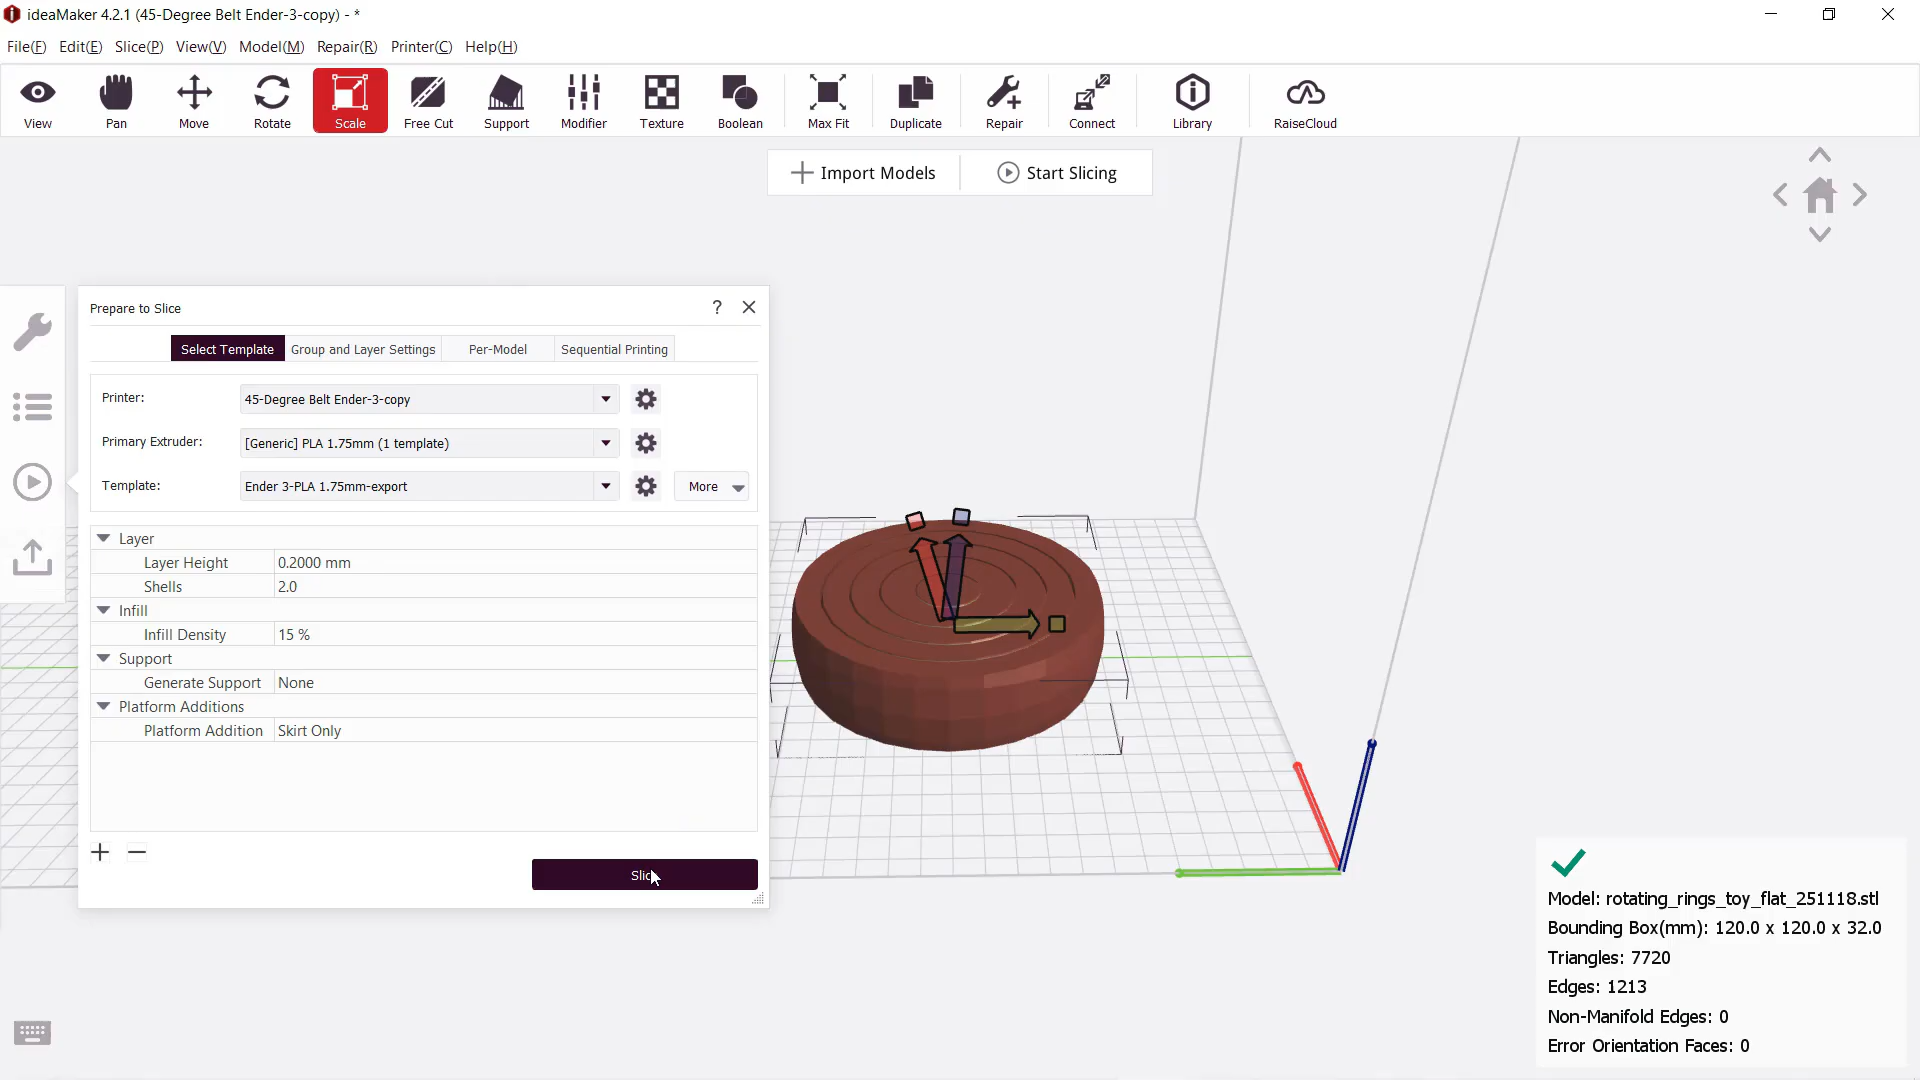 ideaMaker 4.2.1 (45-Degree Belt Ender-3-copy) - *
File(F) Edit(E) Slice(P) View(V) Model(M) Repair(R) Printer(C) Help(H)
View Pan Move Rotate Scale Free Cut Support Modifier Texture Boolean Max Fit Duplicate Repair Connect Library RaiseCloud
Import Models Start Slicing
Prepare to Slice ?
Select Template Group and Layer Settings Per-Model Sequential Printing
Printer: 45-Degree Belt Ender-3-copy
Primary Extruder: [Generic] PLA 1.75mm (1 template)
Template: Ender 3-PLA 1.75mm-export More
Layer
Layer Height 0.2000 mm
Shells 2.0
Infill
Infill Density 15 %
Support
Generate Support None
Platform Additions
Platform Addition Skirt Only
Model: rotating_rings_toy_flat_251118.stl
Bounding Box(mm): 120.0 x 120.0 x 32.0
Triangles: 7720
Edges: 1213
Non-Manifold Edges: 0
Error Orientation Faces: 0